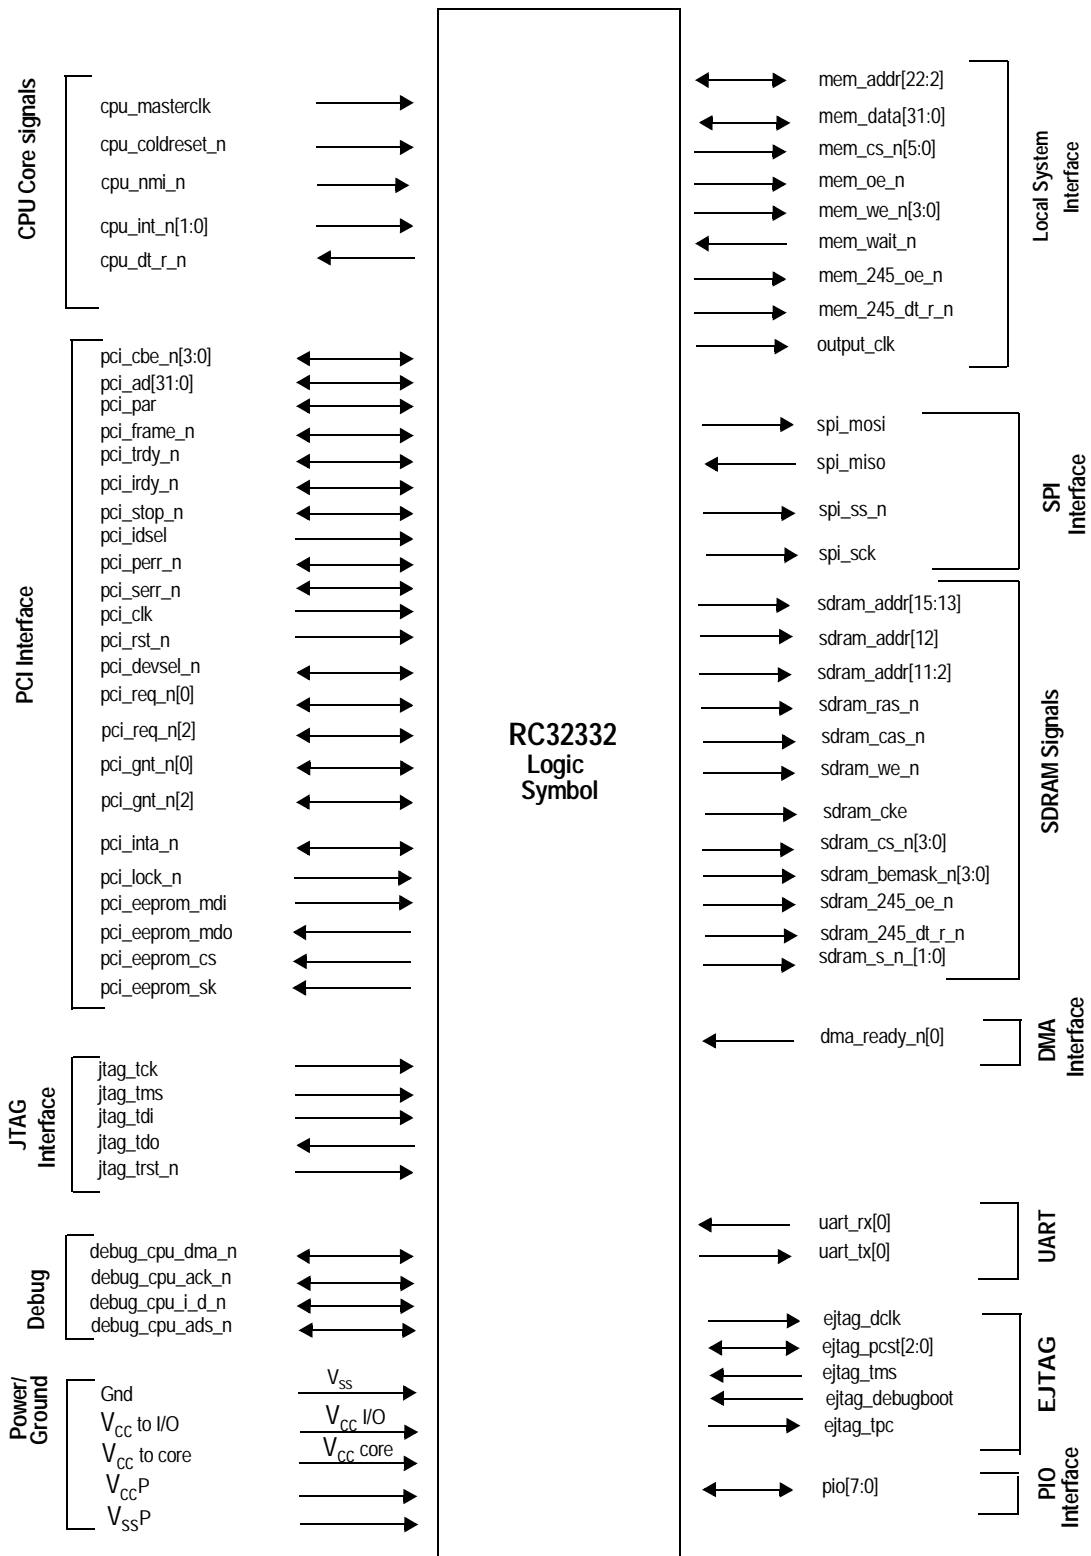 CPU Core signals
cpu_masterclk
cpu_coldreset_n
cpu_nmi_n
cpu_int_n[1:0]
cpu_dt_r_n
PCI Interface
pci_cbe_n[3:0]
pci_ad[31:0]
pci_par
pci_frame_n
pci_trdy_n
pci_irdy_n
pci_stop_n
pci_idsel
pci_perr_n
pci_serr_n
pci_clk
pci_rst_n
pci_devsel_n
pci_req_n[0]
pci_req_n[2]
pci_gnt_n[0]
pci_gnt_n[2]
pci_inta_n
pci_lock_n
pci_eeprom_mdi
pci_eeprom_mdo
pci_eeprom_cs
pci_eeprom_sk
JTAG
Interface
jtag_tck
jtag_tms
jtag_tdi
jtag_tdo
jtag_trst_n
Debug
debug_cpu_dma_n
debug_cpu_ack_n
debug_cpu_i_d_n
debug_cpu_ads_n
Power/
Ground
Gnd
VSS
VCC to I/O
VCC I/O
VCC to core
VCC core
VCCP
VSSP
RC32332
Logic
Symbol
mem_addr[22:2]
mem_data[31:0]
mem_cs_n[5:0]
mem_oe_n
mem_we_n[3:0]
mem_wait_n
mem_245_oe_n
mem_245_dt_r_n
output_clk
Local System
Interface
spi_mosi
spi_miso
spi_ss_n
spi_sck
SPI
Interface
sdram_addr[15:13]
sdram_addr[12]
sdram_addr[11:2]
sdram_ras_n
sdram_cas_n
sdram_we_n
sdram_cke
sdram_cs_n[3:0]
sdram_bemask_n[3:0]
sdram_245_oe_n
sdram_245_dt_r_n
sdram_s_n_[1:0]
SDRAM Signals
dma_ready_n[0]
DMA
Interface
uart_rx[0]
uart_tx[0]
UART
ejtag_dclk
ejtag_pcst[2:0]
ejtag_tms
ejtag_debugboot
ejtag_tpc
EJTAG
pio[7:0]
PIO
Interface